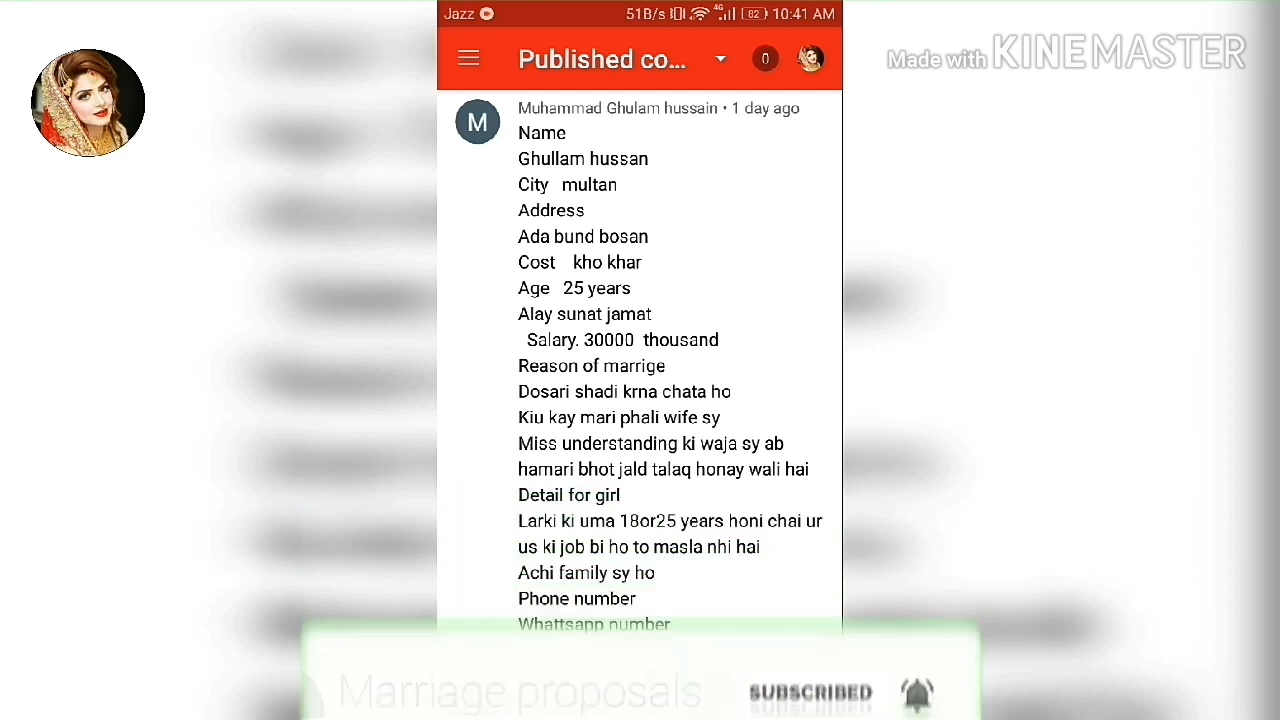 Jazz 51B/s 4G 82 10:41 AM
Made with KINEMASTER
Published co... 0
M
Muhammad Ghulam hussain • 1 day ago
Name
Ghullam hussan
City multan
Address
Ada bund bosan
Cost kho khar
Age 25 years
Alay sunat jamat
Salary. 30000 thousand
Reason of marrige
Dosari shadi krna chata ho
Kiu kay mari phali wife sy
Miss understanding ki waja sy ab
hamari bhot jald talaq honay wali hai
Detail for girl
Larki ki uma 18or25 years honi chai ur
us ki job bi ho to masla nhi hai
Achi family sy ho
Phone number
Whattsapp number
Marriage proposals SUBSCRIBED